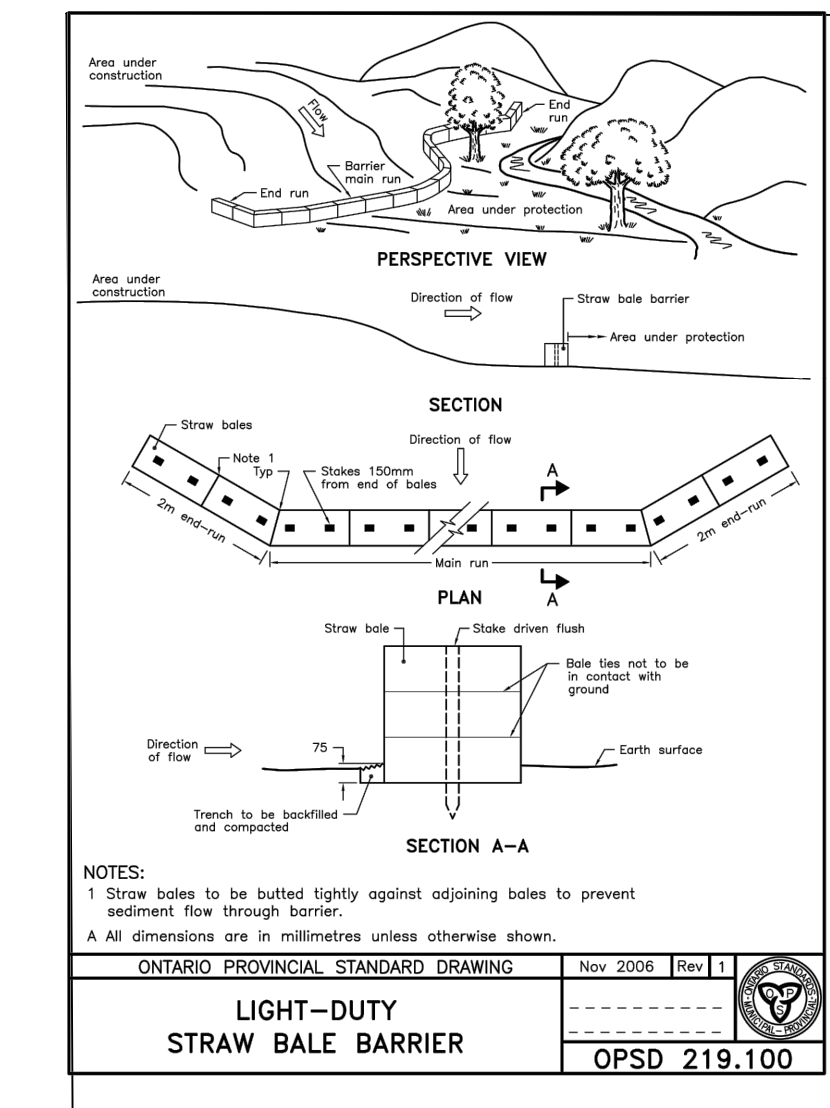 Area under
construction
Flow
End
run
Barrier
main run
End run
Area under protection
PERSPECTIVE VIEW
Area under
construction
Direction of flow
Straw bale barrier
Area under protection
SECTION
Straw bales
Direction of flow
Note 1
Typ
Stakes 150mm
from end of bales
A
2m end-run
2m end-run
Main run
A
PLAN
Straw bale
Stake driven flush
Bale ties not to be
in contact with
ground
Direction
of flow
75
Earth surface
Trench to be backfilled
and compacted
SECTION A-A
NOTES:
1 Straw bales to be butted tightly against adjoining bales to prevent
sediment flow through barrier.
A All dimensions are in millimetres unless otherwise shown.
ONTARIO PROVINCIAL STANDARD DRAWING
Nov 2006
Rev
1
LIGHT-DUTY
STRAW BALE BARRIER
ONTARIO STANDARDS
MUNICIPAL-PROVINCIAL
OPS
OPSD 219.100